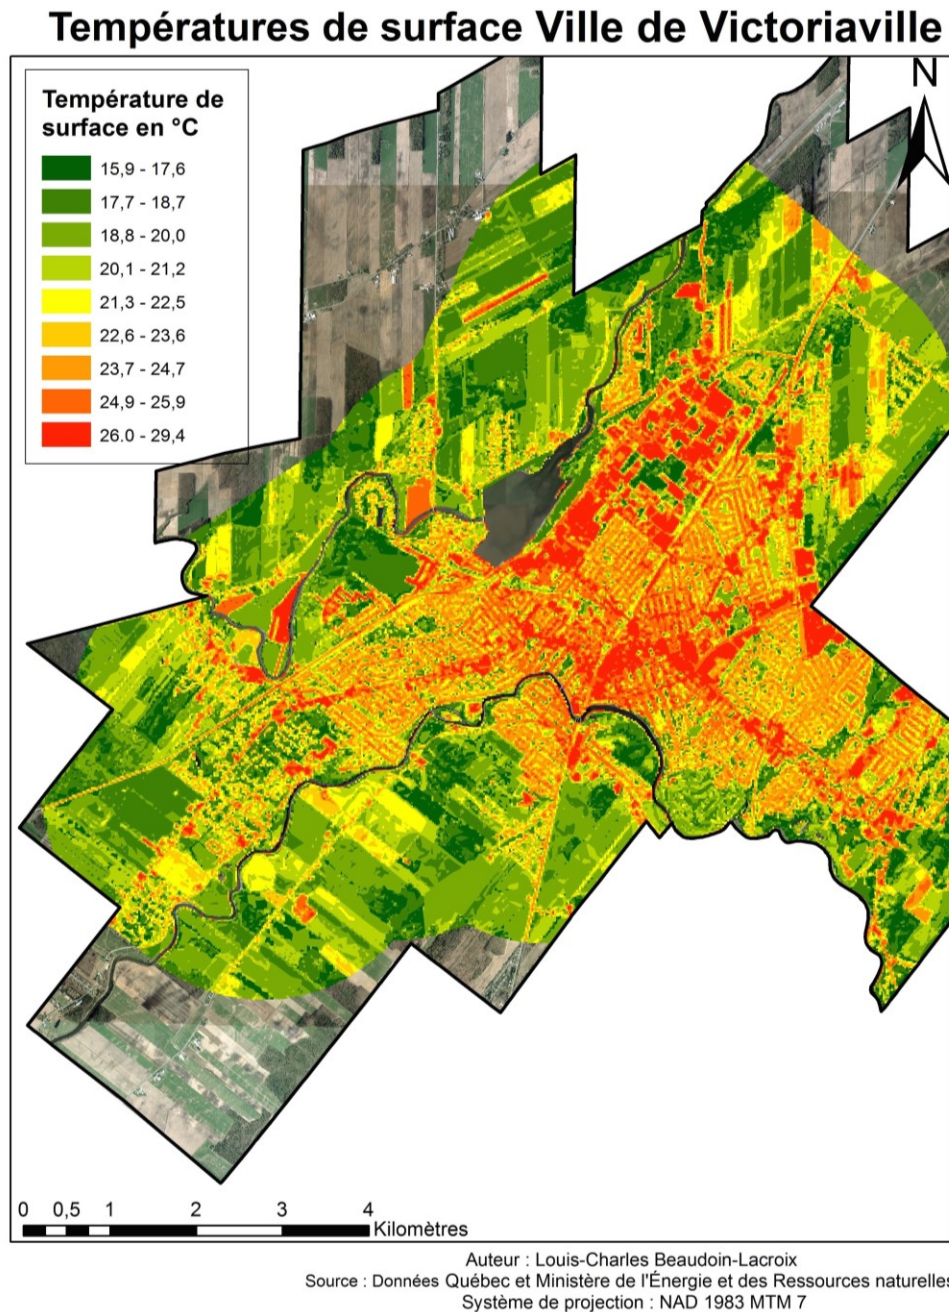 Températures de surface Ville de Victoriaville
N
Température de
surface en °C
15,9 - 17,6
17,7 - 18,7
18,8 - 20,0
20,1 - 21,2
21,3 - 22,5
22,6 - 23,6
23,7 - 24,7
24,9 - 25,9
26.0 - 29,4
0 0,5 1 2 3 4
Kilomètres
Auteur : Louis-Charles Beaudoin-Lacroix
Source : Données Québec et Ministère de l'Énergie et des Ressources naturelles
Système de projection : NAD 1983 MTM 7